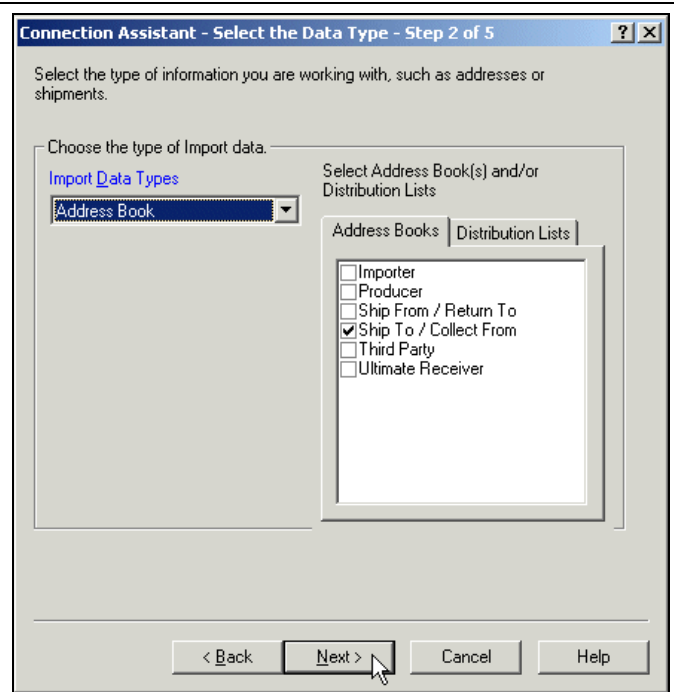 Connection Assistant - Select the Data Type - Step 2 of 5
Select the type of information you are working with, such as addresses or
shipments.
Choose the type of Import data.
Import Data Types
Address Book
Select Address Book(s) and/or
Distribution Lists
Address Books
Distribution Lists
Importer
Producer
Ship From / Return To
Ship To / Collect From
Third Party
Ultimate Receiver
< Back
Next >
Cancel
Help